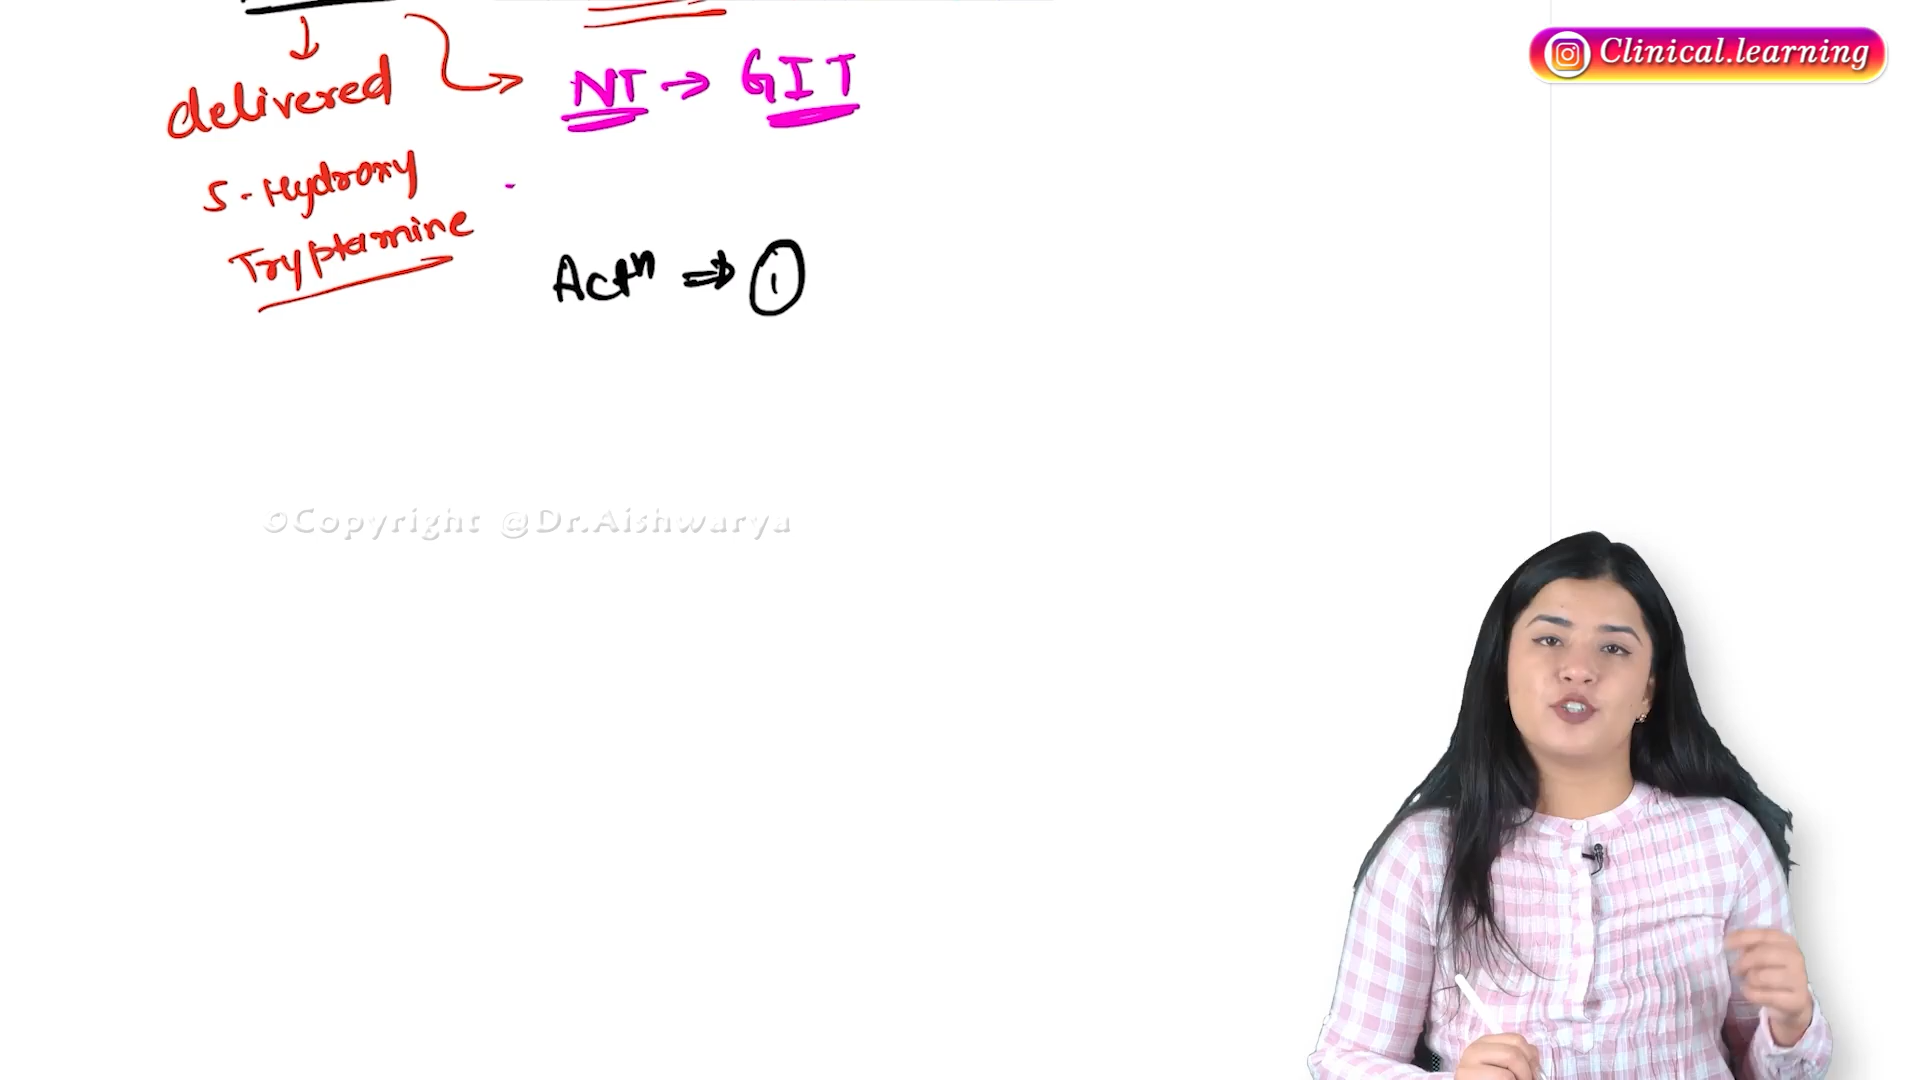 Clinical.learning
delivered
NT → GIT
5-Hydroxy
Tryptamine
Actⁿ ⇒ ①
©Copyright @Dr.Aishwarya